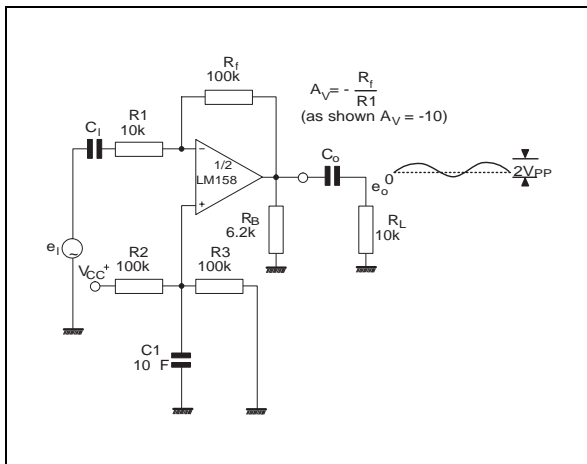 Rf
100k
AV = - Rf
R1
(as shown AV = -10)
R1
10k
CI
1/2
LM158
−
+
Co
0
eo
2VPP
RB
6.2k
RL
10k
eI
~
VCC+
R2
100k
R3
100k
C1
10 F